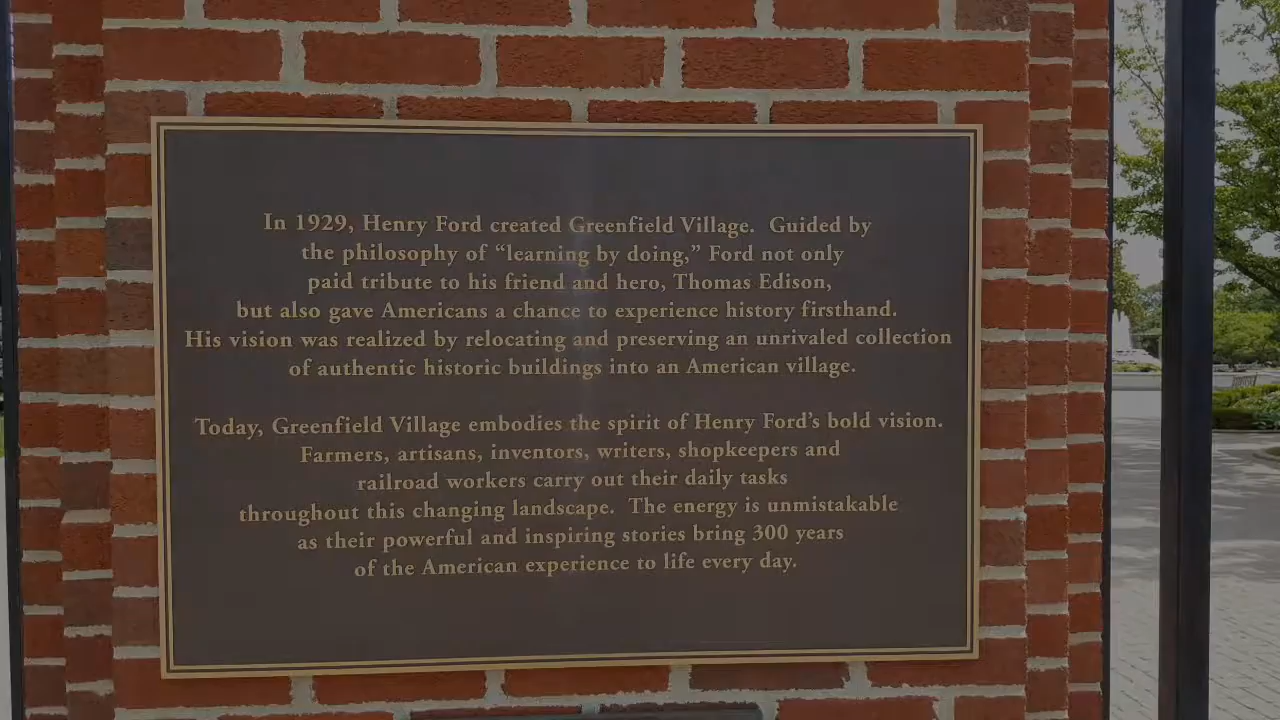 In 1929, Henry Ford created Greenfield Village. Guided by
the philosophy of “learning by doing,” Ford not only
paid tribute to his friend and hero, Thomas Edison,
but also gave Americans a chance to experience history firsthand.
His vision was realized by relocating and preserving an unrivaled collection
of authentic historic buildings into an American village.
Today, Greenfield Village embodies the spirit of Henry Ford’s bold vision.
Farmers, artisans, inventors, writers, shopkeepers and
railroad workers carry out their daily tasks
throughout this changing landscape. The energy is unmistakable
as their powerful and inspiring stories bring 300 years
of the American experience to life every day.